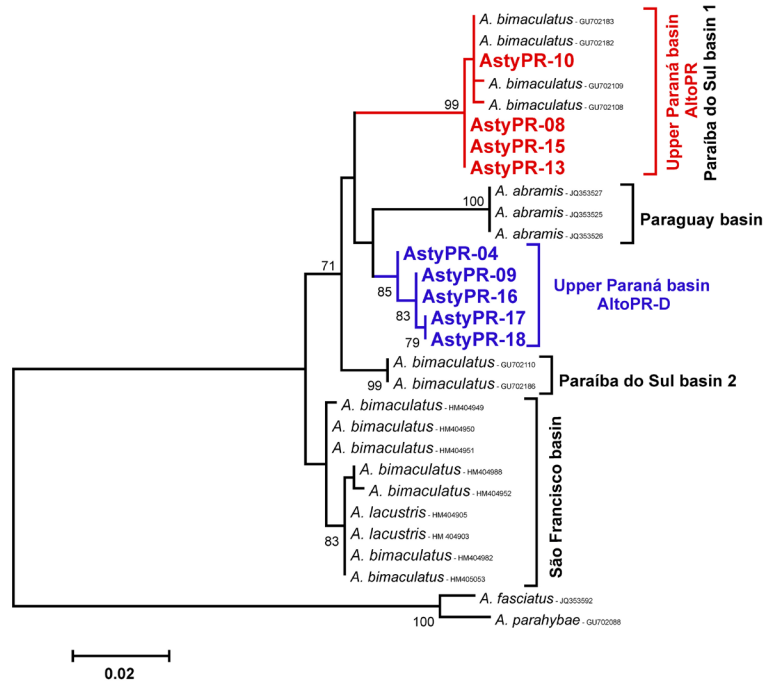 A. bimaculatus - GU702183
A. bimaculatus - GU702182
AstyPR-10
A. bimaculatus - GU702109
A. bimaculatus - GU702108
99
AstyPR-08
AstyPR-15
AstyPR-13
Upper Paraná basin
AltoPR
Paraíba do Sul basin 1
A. abramis - JQ353527
100
A. abramis - JQ353525
A. abramis - JQ353526
Paraguay basin
AstyPR-04
71
AstyPR-09
85
AstyPR-16
83
AstyPR-17
79
AstyPR-18
Upper Paraná basin
AltoPR-D
A. bimaculatus - GU702110
99
A. bimaculatus - GU702186
Paraíba do Sul basin 2
A. bimaculatus - HM404949
A. bimaculatus - HM404950
A. bimaculatus - HM404951
A. bimaculatus - HM404988
A. bimaculatus - HM404952
A. lacustris - HM404905
A. lacustris - HM 404903
83
A. bimaculatus - HM404982
A. bimaculatus - HM405053
São Francisco basin
A. fasciatus - JQ353592
100
A. parahybae - GU702088
0.02